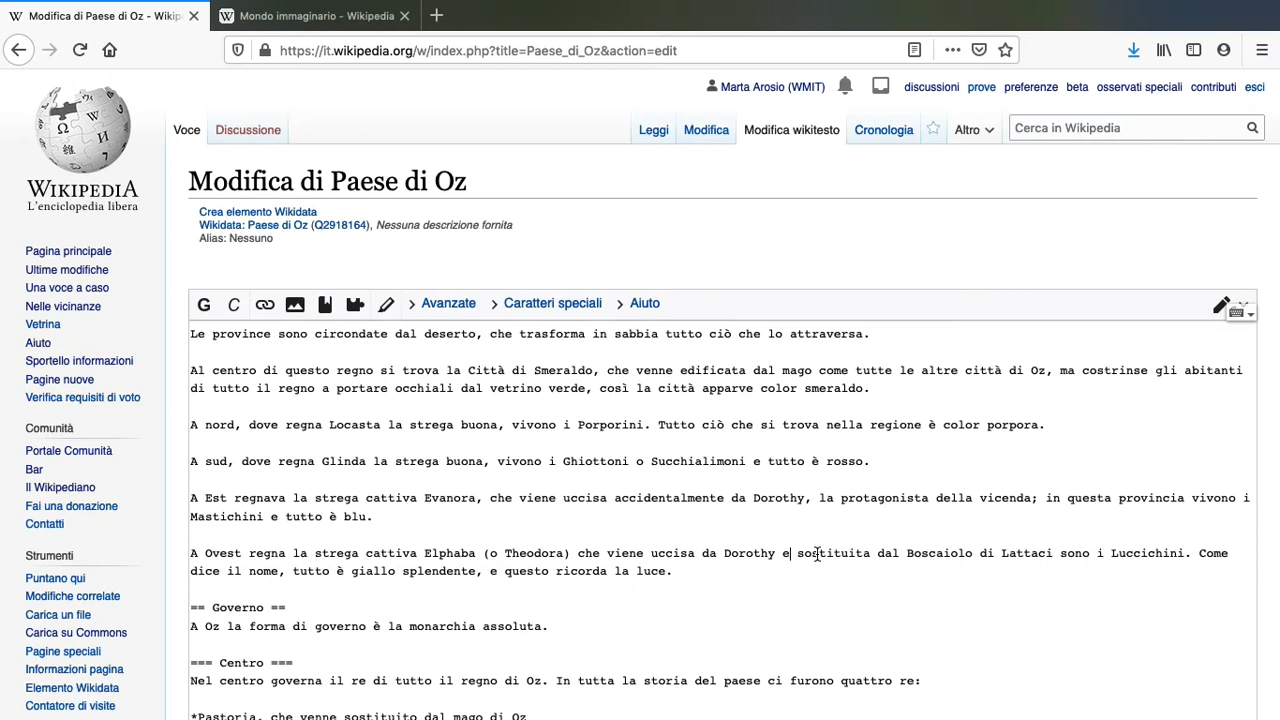 Modifica di Paese di Oz - Wikip
Mondo immaginario - Wikipedia
https://it.wikipedia.org/w/index.php?title=Paese_di_Oz&action=edit
Marta Arosio (WMIT)
discussioni
prove
preferenze
beta
osservati speciali
contributi
esci
Voce
Discussione
Leggi
Modifica
Modifica wikitesto
Cronologia
Altro
Cerca in Wikipedia
WIKIPEDIA
L'enciclopedia libera
Modifica di Paese di Oz
Crea elemento Wikidata
Wikidata: Paese di Oz (Q2918164), Nessuna descrizione fornita
Alias: Nessuno
Pagina principale
Ultime modifiche
Una voce a caso
Nelle vicinanze
Vetrina
Aiuto
Sportello informazioni
Pagine nuove
Verifica requisiti di voto
Comunità
Portale Comunità
Bar
Il Wikipediano
Fai una donazione
Contatti
Strumenti
Puntano qui
Modifiche correlate
Carica un file
Carica su Commons
Pagine speciali
Informazioni pagina
Elemento Wikidata
Contatore di visite
G
C
Avanzate
Caratteri speciali
Aiuto
Le province sono circondate dal deserto, che trasforma in sabbia tutto ciò che lo attraversa.
Al centro di questo regno si trova la Città di Smeraldo, che venne edificata dal mago come tutte le altre città di Oz, ma costrinse gli abitanti
di tutto il regno a portare occhiali dal vetrino verde, così la città apparve color smeraldo.
A nord, dove regna Locasta la strega buona, vivono i Porporini. Tutto ciò che si trova nella regione è color porpora.
A sud, dove regna Glinda la strega buona, vivono i Ghiottoni o Succhialimoni e tutto è rosso.
A Est regnava la strega cattiva Evanora, che viene uccisa accidentalmente da Dorothy, la protagonista della vicenda; in questa provincia vivono i
Mastichini e tutto è blu.
A Ovest regna la strega cattiva Elphaba (o Theodora) che viene uccisa da Dorothy e sostituita dal Boscaiolo di Lattaci sono i Luccichini. Come
dice il nome, tutto è giallo splendente, e questo ricorda la luce.
== Governo ==
A Oz la forma di governo è la monarchia assoluta.
=== Centro ===
Nel centro governa il re di tutto il regno di Oz. In tutta la storia del paese ci furono quattro re:
*Pastoria, che venne sostituito dal mago di Oz